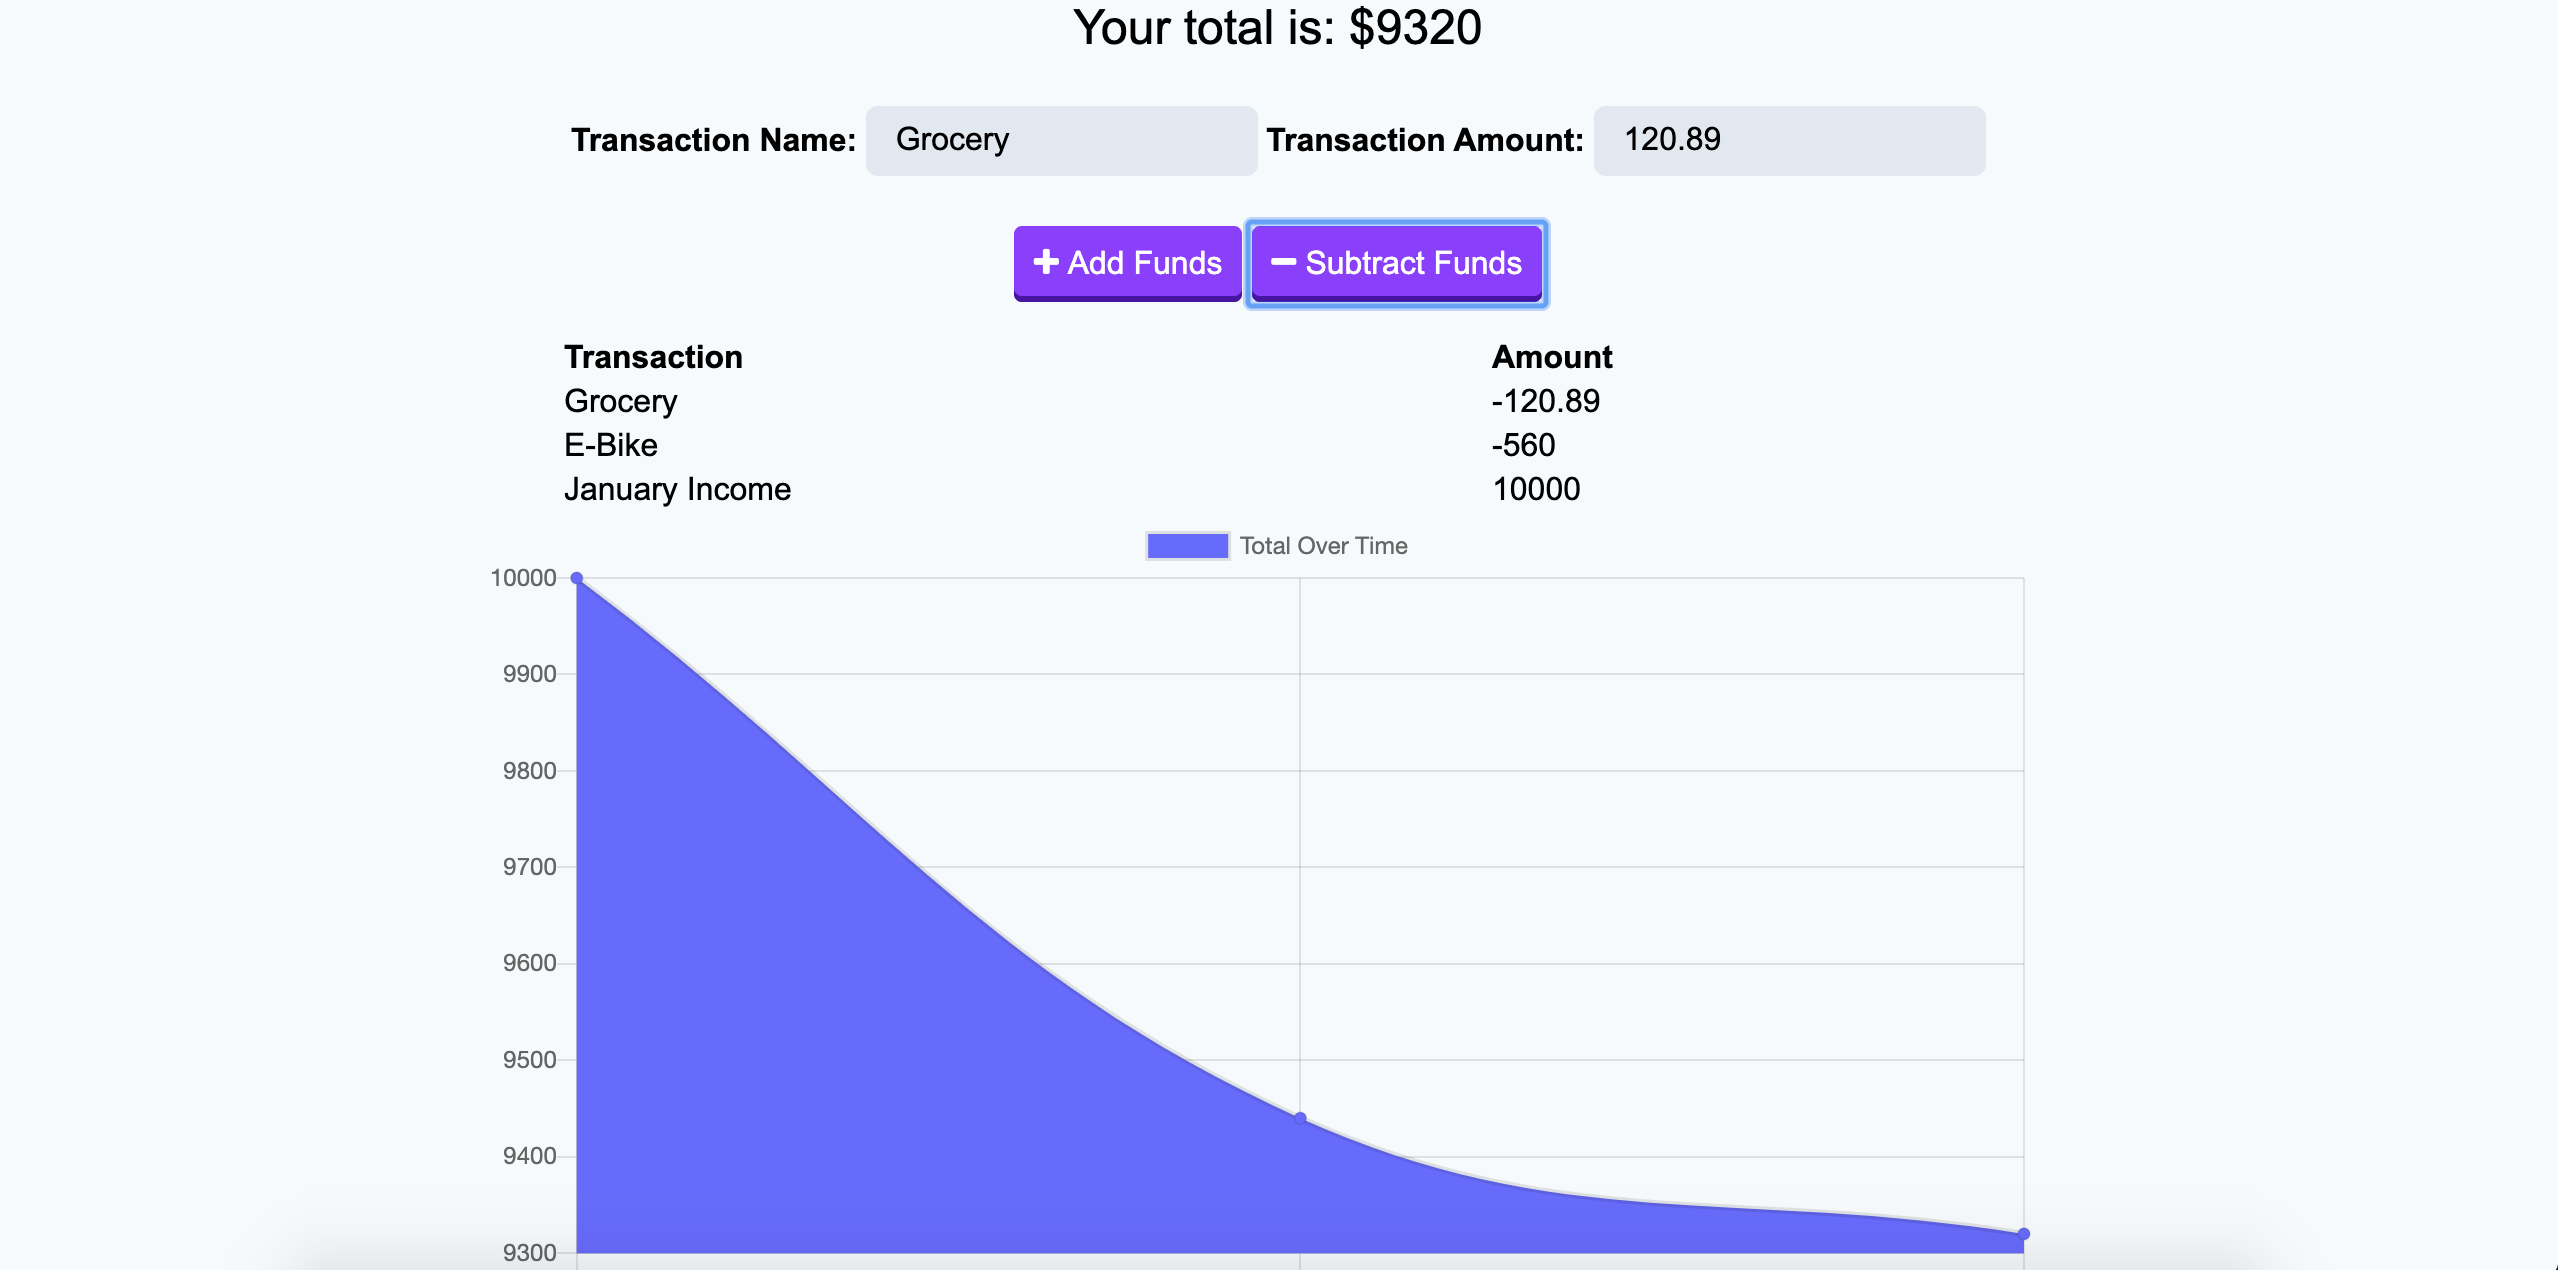 Your total is: $9320
Transaction Name: Grocery Transaction Amount: 120.89
Add Funds Subtract Funds
Transaction Amount
Grocery -120.89
E-Bike -560
January Income 10000
Total Over Time
10000
9900
9800
9700
9600
9500
9400
9300